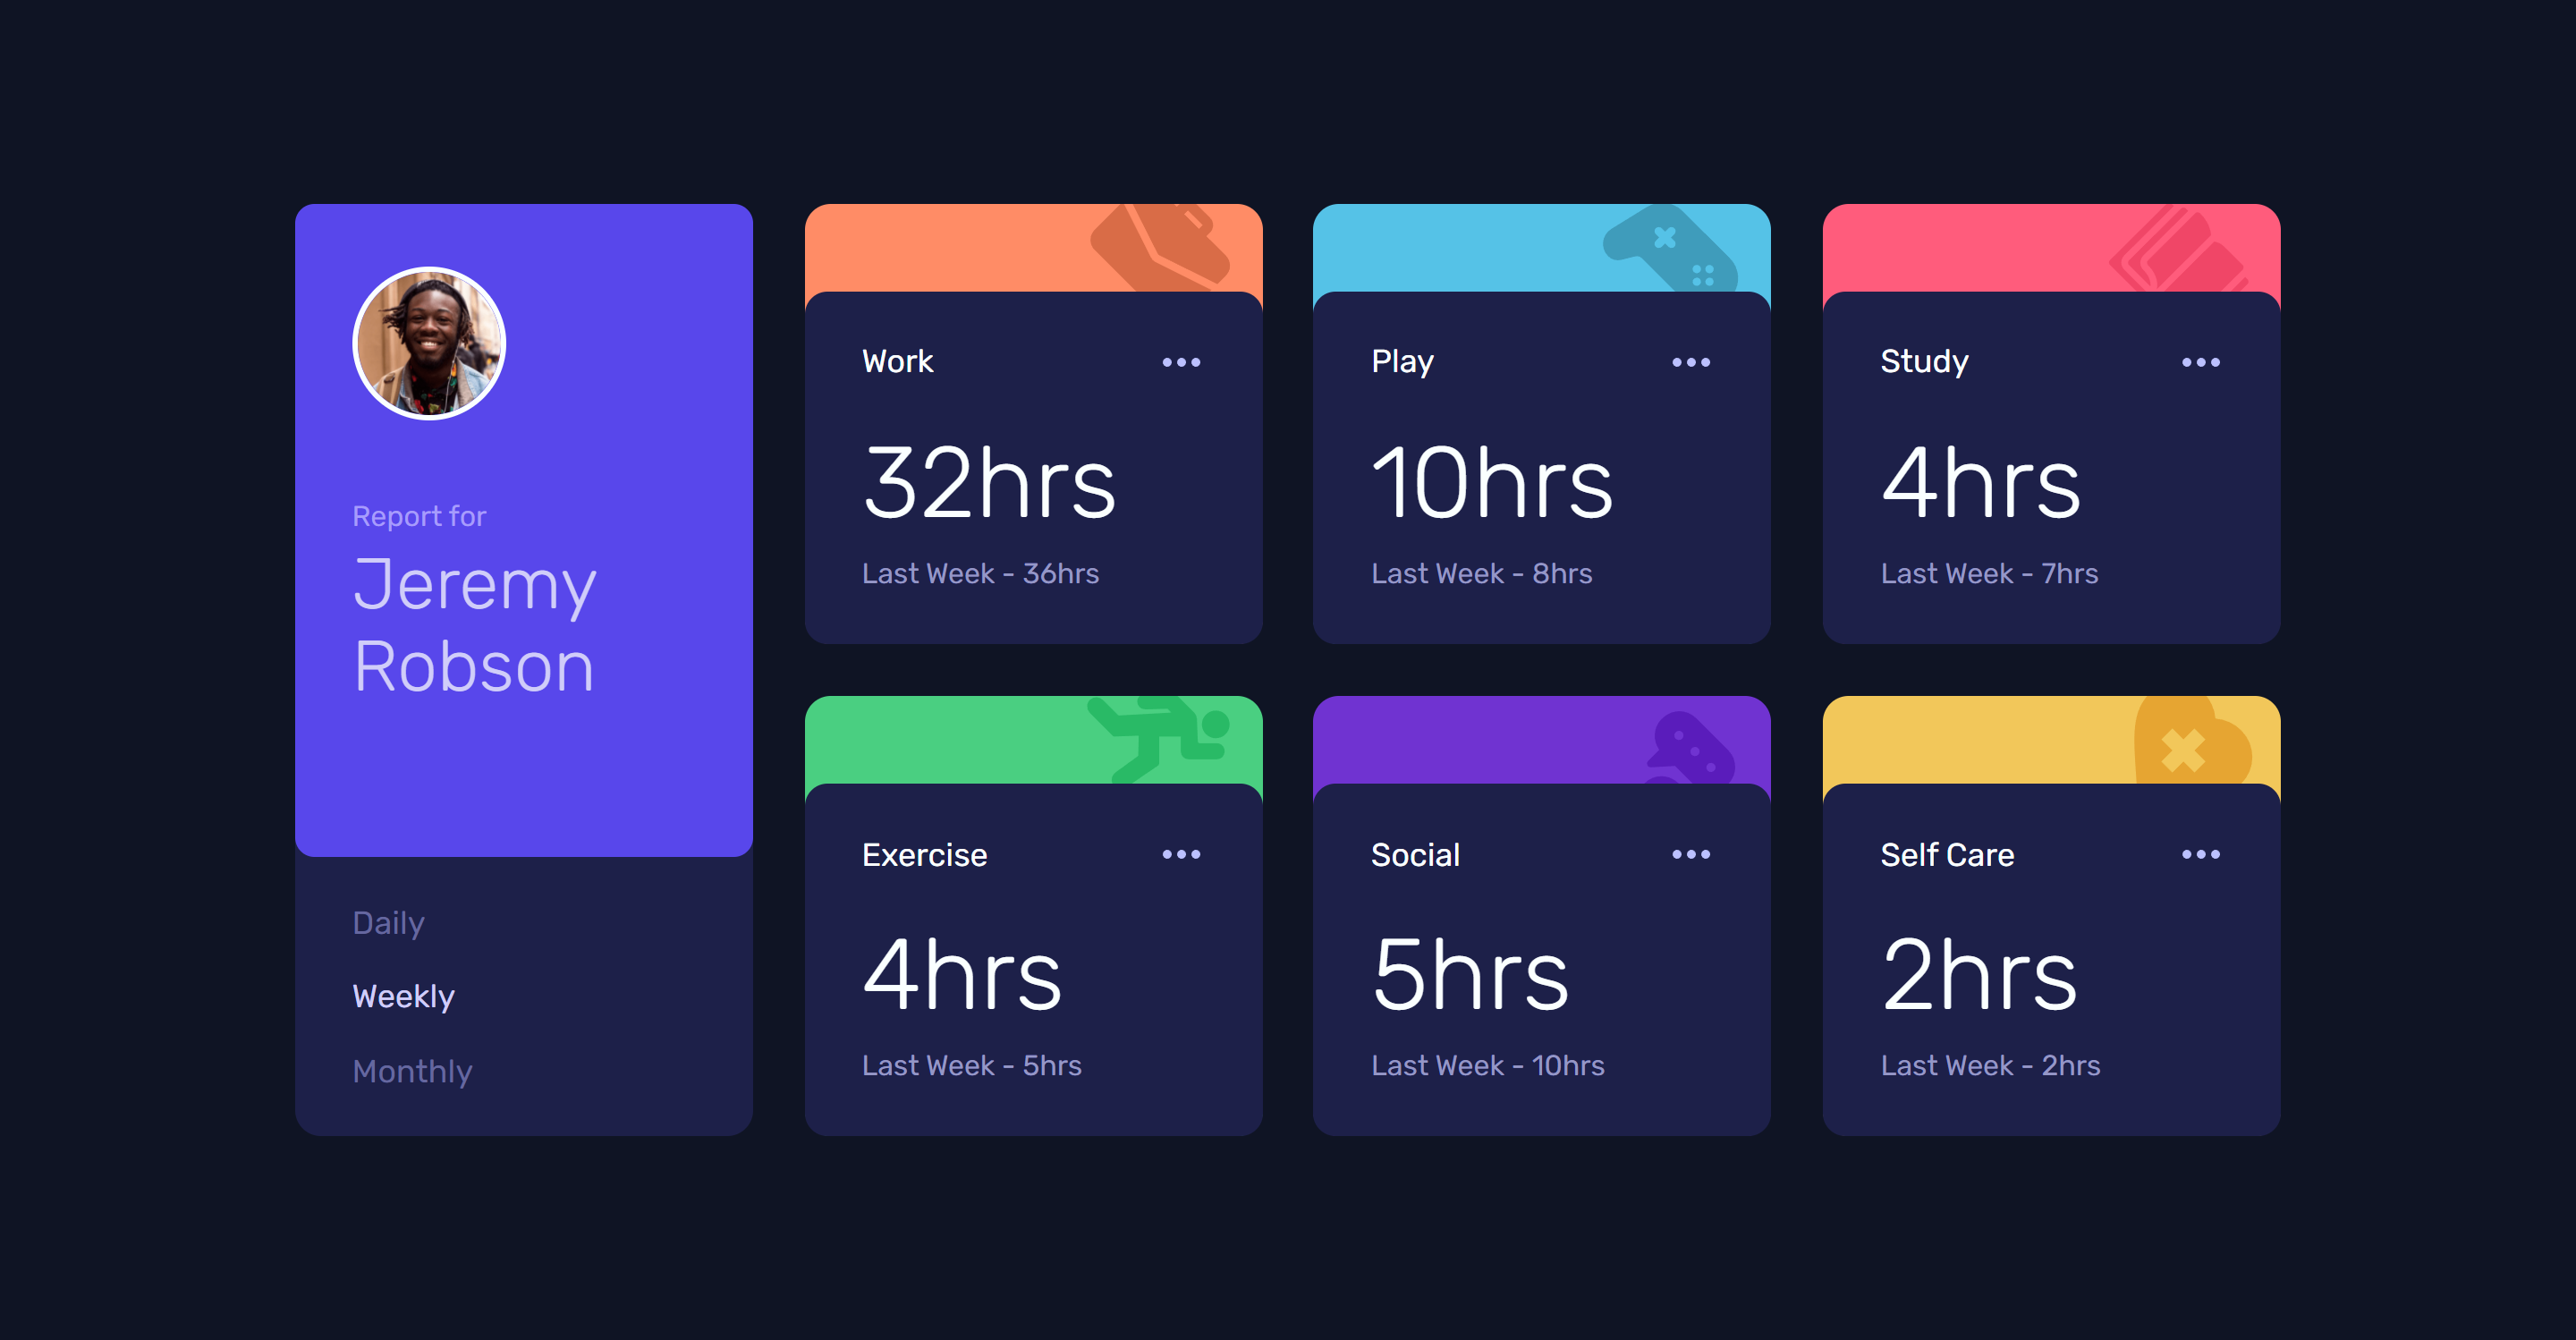 Report for
Jeremy
Robson
Daily
Weekly
Monthly
Work
32hrs
Last Week - 36hrs
Play
10hrs
Last Week - 8hrs
Study
4hrs
Last Week - 7hrs
Exercise
4hrs
Last Week - 5hrs
Social
5hrs
Last Week - 10hrs
Self Care
2hrs
Last Week - 2hrs